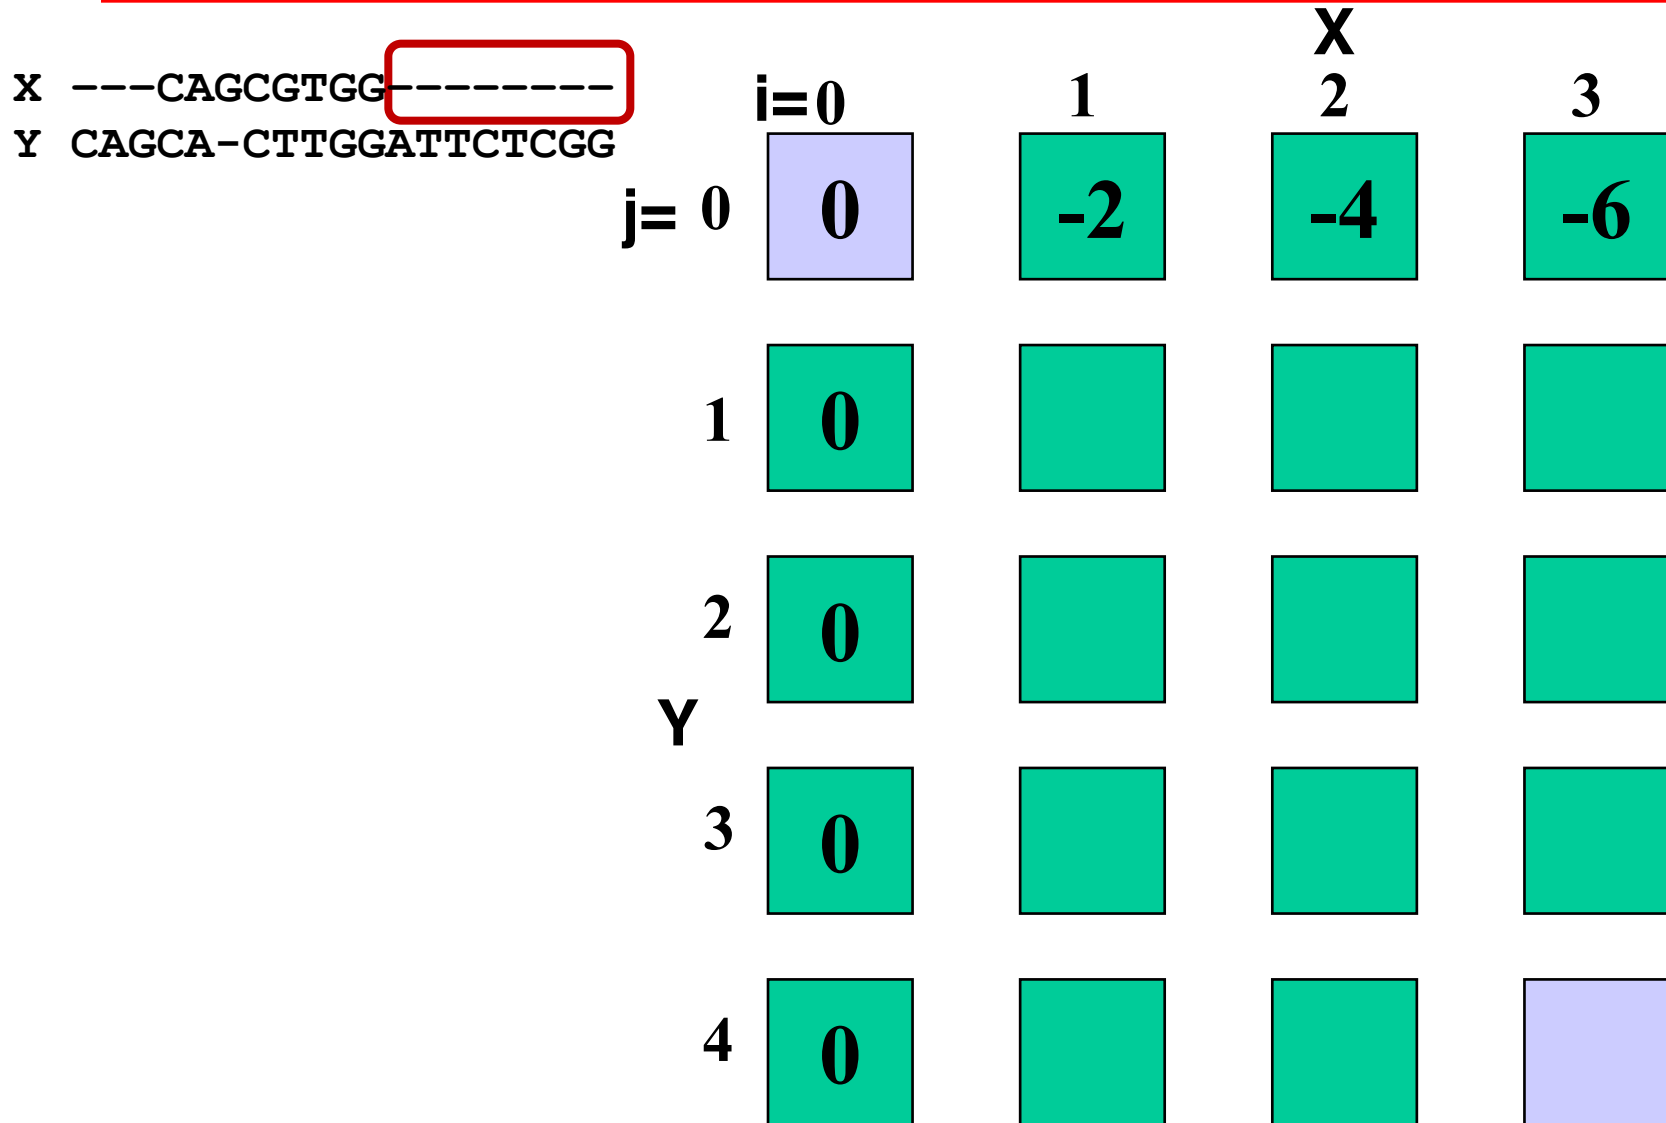 X ---CAGCGTGG--------
Y CAGCA-CTTGGATTCTCGG
X
i= 0 1 2 3
j= 0 0 -2 -4 -6
1 0
2 0
Y
3 0
4 0